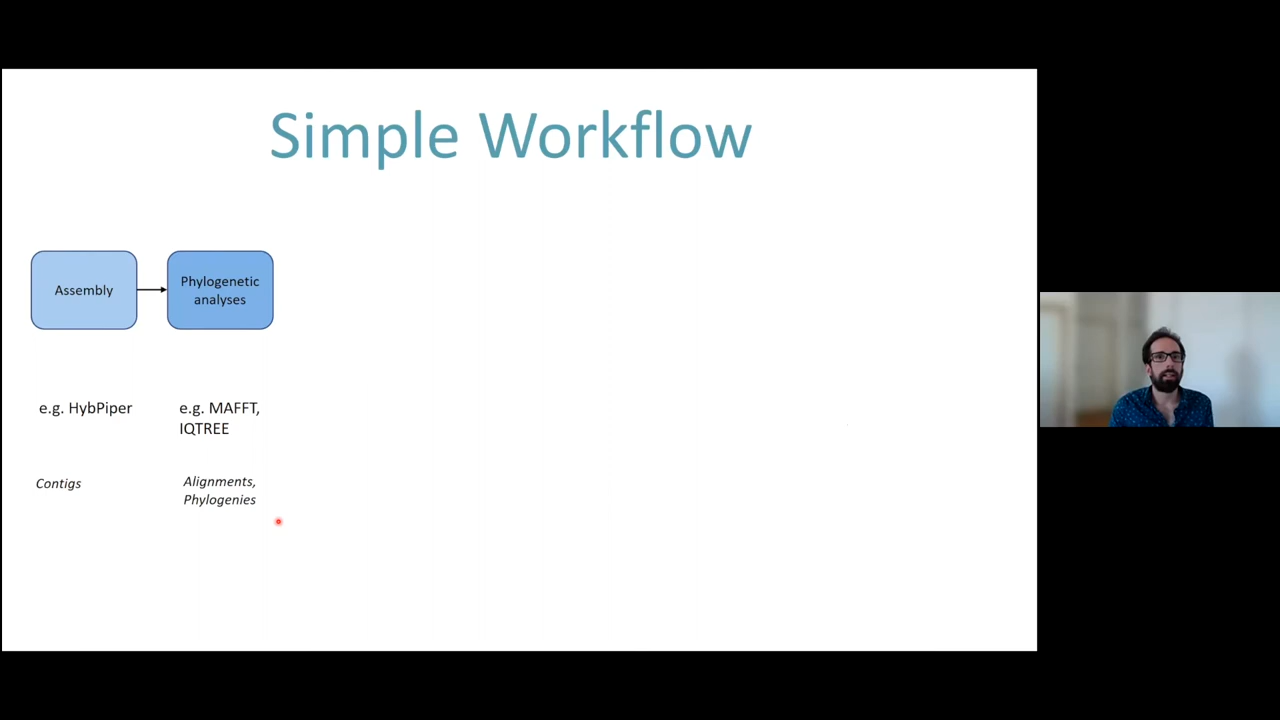 Simple Workflow
Assembly
Phylogenetic
analyses
e.g. HybPiper
e.g. MAFFT,
IQTREE
Contigs
Alignments,
Phylogenies